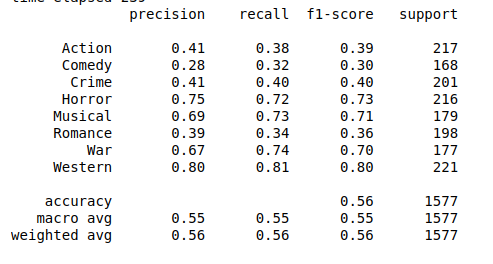 time elapsed 239
precision recall f1-score support
Action 0.41 0.38 0.39 217
Comedy 0.28 0.32 0.30 168
Crime 0.41 0.40 0.40 201
Horror 0.75 0.72 0.73 216
Musical 0.69 0.73 0.71 179
Romance 0.39 0.34 0.36 198
War 0.67 0.74 0.70 177
Western 0.80 0.81 0.80 221
accuracy 0.56 1577
macro avg 0.55 0.55 0.55 1577
weighted avg 0.56 0.56 0.56 1577